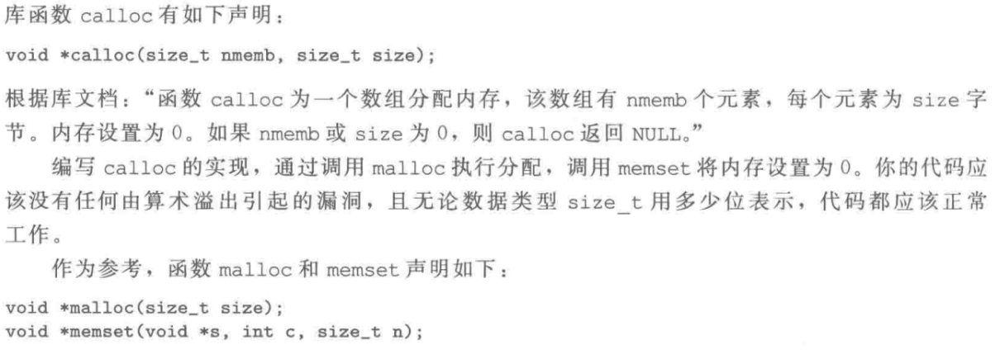 库函数 calloc 有如下声明：
void *calloc(size_t nmemb, size_t size);
根据库文档：“函数 calloc 为一个数组分配内存，该数组有 nmemb 个元素，每个元素为 size 字
节。内存设置为 0。如果 nmemb 或 size 为 0，则 calloc 返回 NULL。”
编写 calloc 的实现，通过调用 malloc 执行分配，调用 memset 将内存设置为 0。你的代码应
该没有任何由算术溢出引起的漏洞，且无论数据类型 size_t 用多少位表示，代码都应该正常
工作。
作为参考，函数 malloc 和 memset 声明如下：
void *malloc(size_t size);
void *memset(void *s, int c, size_t n);